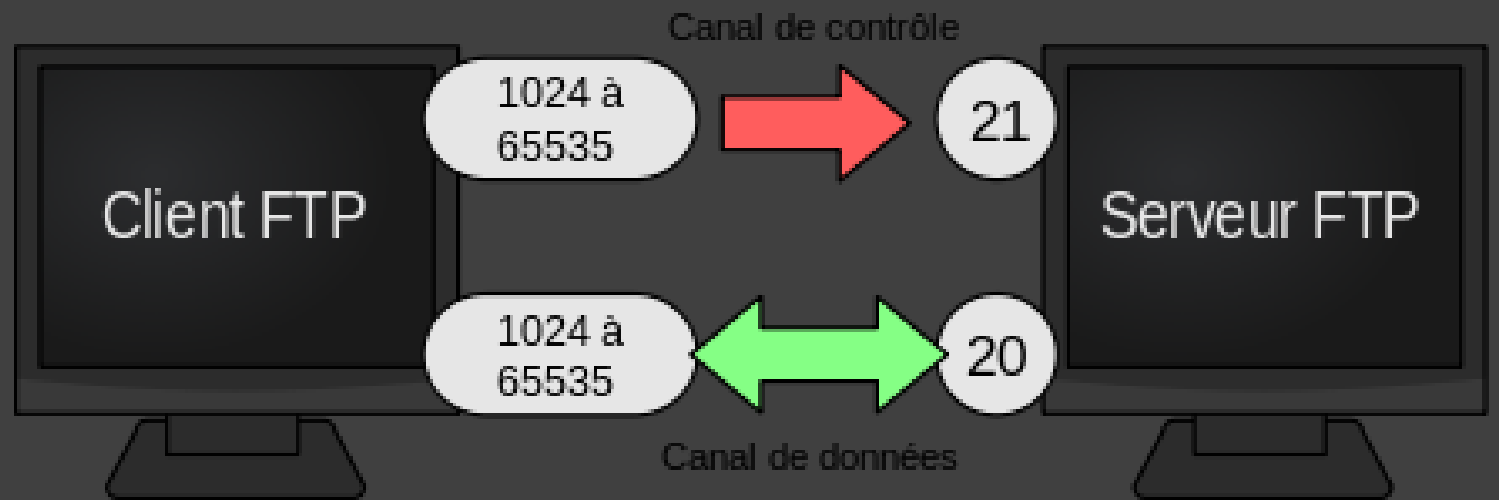 Canal de contrôle
1024 à
65535
21
Client FTP
Serveur FTP
1024 à
65535
20
Canal de données